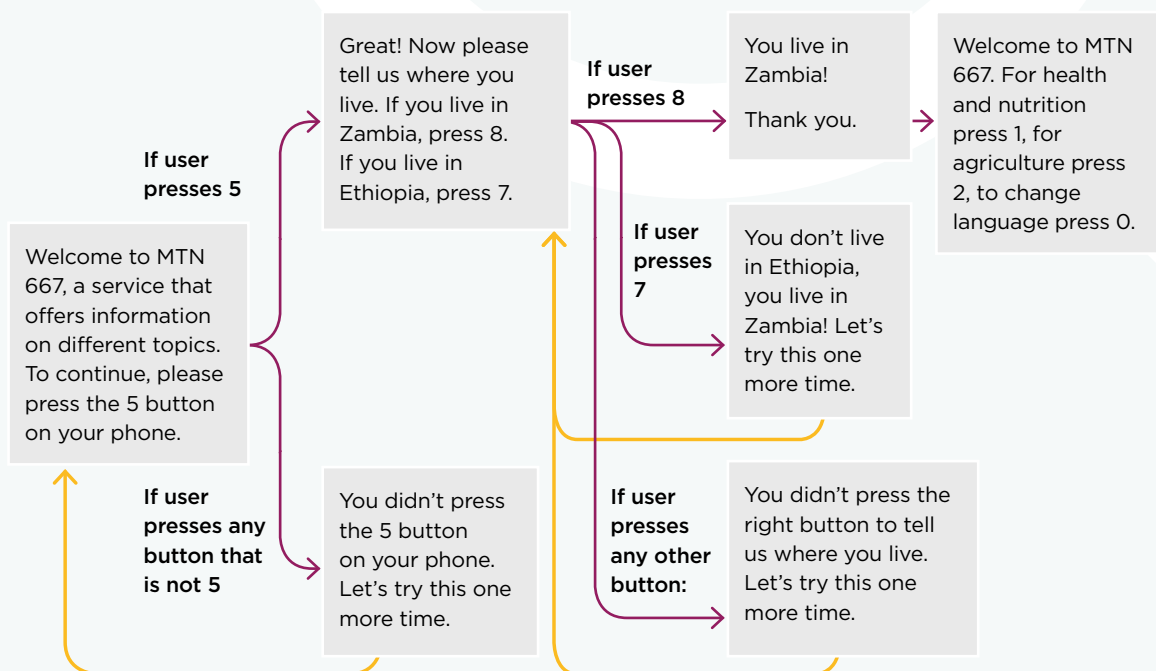 Welcome to MTN
667, a service that
offers information
on different topics.
To continue, please
press the 5 button
on your phone.
If user
presses 5
Great! Now please
tell us where you
live. If you live in
Zambia, press 8.
If you live in
Ethiopia, press 7.
If user
presses 8
You live in
Zambia!
Thank you.
Welcome to MTN
667. For health
and nutrition
press 1, for
agriculture press
2, to change
language press 0.
If user
presses
7
You don’t live
in Ethiopia,
you live in
Zambia! Let’s
try this one
more time.
If user
presses any
button that
is not 5
You didn’t press
the 5 button
on your phone.
Let’s try this one
more time.
If user
presses
any other
button:
You didn’t press the
right button to tell
us where you live.
Let’s try this one
more time.